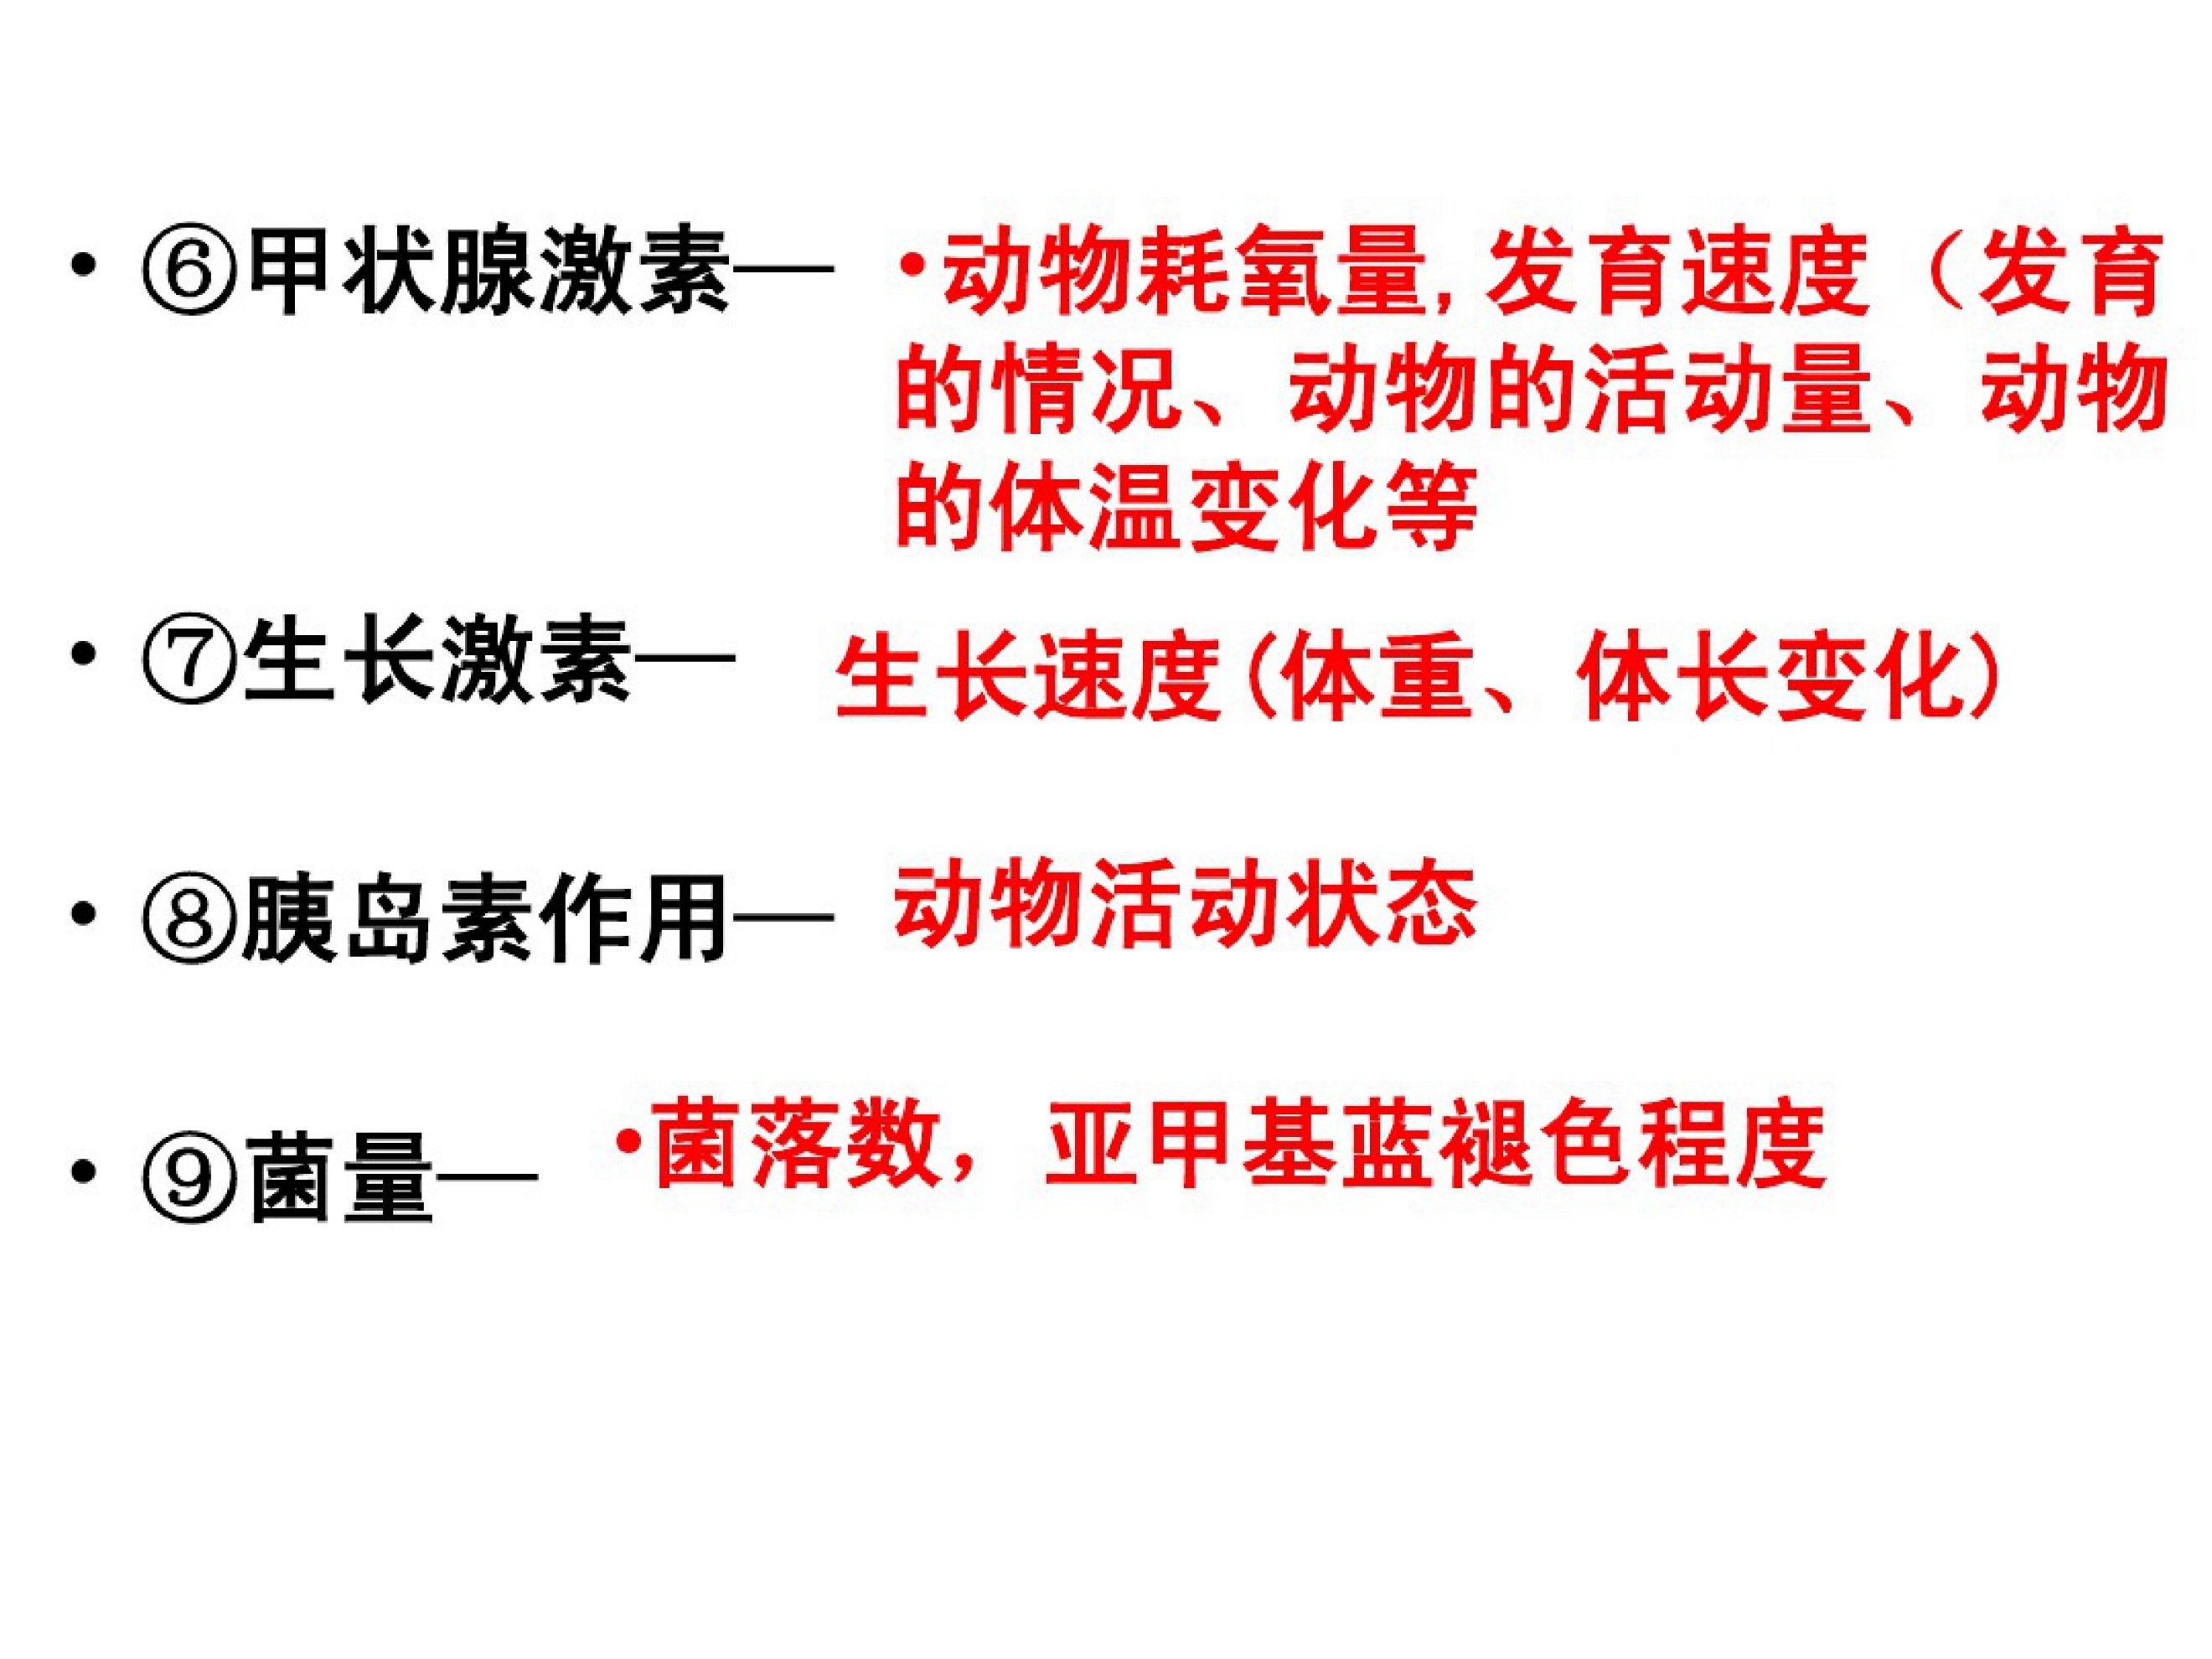 • ⑥甲状腺激素— •动物耗氧量,发育速度（发育
的情况、动物的活动量、动物
的体温变化等
• ⑦生长激素— 生长速度(体重、体长变化)
• ⑧胰岛素作用— 动物活动状态
• ⑨菌量— •菌落数，亚甲基蓝褪色程度